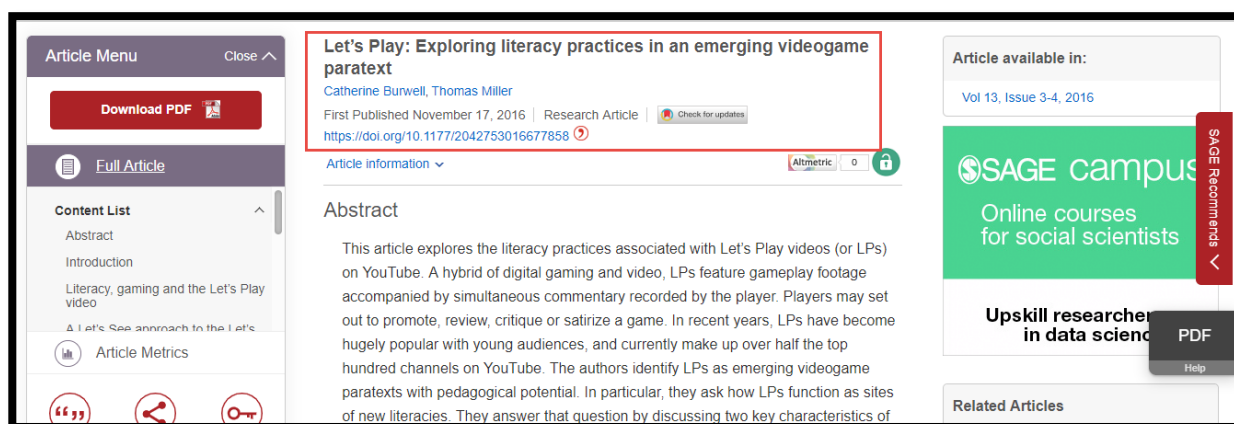 Article Menu
Close
Download PDF
Full Article
Content List
Abstract
Introduction
Literacy, gaming and the Let's Play
video
A Let's See approach to the Let's
Article Metrics
Let's Play: Exploring literacy practices in an emerging videogame
paratext
Catherine Burwell, Thomas Miller
First Published November 17, 2016 | Research Article | Check for updates
https://doi.org/10.1177/2042753016677858
Article information
Altmetric 0
Abstract
This article explores the literacy practices associated with Let's Play videos (or LPs)
on YouTube. A hybrid of digital gaming and video, LPs feature gameplay footage
accompanied by simultaneous commentary recorded by the player. Players may set
out to promote, review, critique or satirize a game. In recent years, LPs have become
hugely popular with young audiences, and currently make up over half the top
hundred channels on YouTube. The authors identify LPs as emerging videogame
paratexts with pedagogical potential. In particular, they ask how LPs function as sites
of new literacies. They answer that question by discussing two key characteristics of
Article available in:
Vol 13, Issue 3-4, 2016
SAGE campus
Online courses
for social scientists
Upskill researcher
in data scienc
SAGE Recommends
PDF
Help
Related Articles